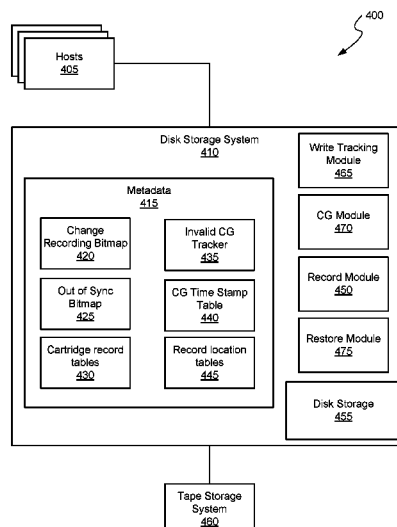 400
Hosts
405
Disk Storage System
410
Metadata
415
Change
Recording Bitmap
420
Invalid CG
Tracker
435
Out of Sync
Bitmap
425
CG Time Stamp
Table
440
Cartridge record
tables
430
Record location
tables
445
Write Tracking
Module
465
CG Module
470
Record Module
450
Restore Module
475
Disk Storage
455
Tape Storage
System
460